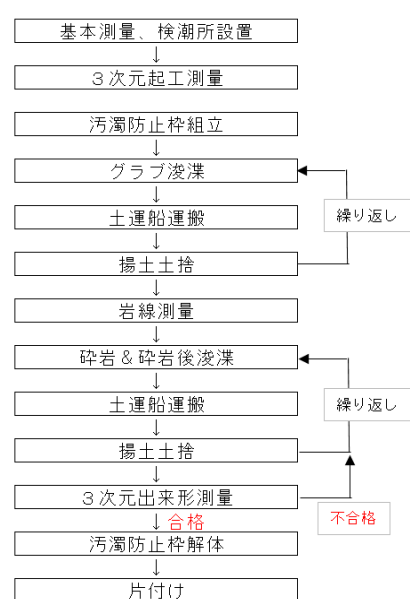 基本測量、検潮所設置
↓
３次元起工測量
汚濁防止枠組立
↓
グラブ浚渫
↓
土運船運搬
繰り返し
↓
揚土土捨
↓
岩線測量
↓
砕岩＆砕岩後浚渫
↓
土運船運搬
繰り返し
↓
揚土土捨
↓
３次元出来形測量
不合格
↓合格
汚濁防止枠解体
↓
片付け